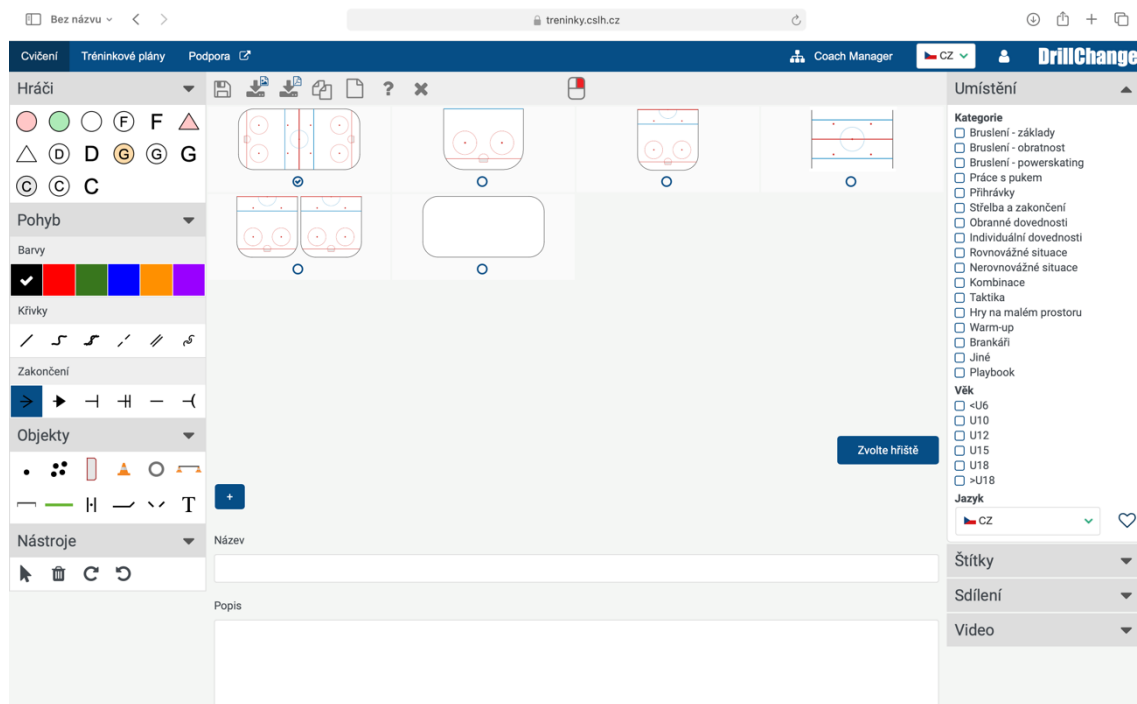 Bez názvu
treninky.cslh.cz
Cvičení
Tréninkové plány
Podpora
Coach Manager
CZ
DrillChange
Hráči
F F
D D G G G
C C C
Pohyb
Barvy
Křivky
Zakončení
Objekty
T
Nástroje
?
Zvolte hřiště
+
Název
Popis
Umístění
Kategorie
Bruslení - základy
Bruslení - obratnost
Bruslení - powerskating
Práce s pukem
Přihrávky
Střelba a zakončení
Obranné dovednosti
Individuální dovednosti
Rovnovážné situace
Nerovnovážné situace
Kombinace
Taktika
Hry na malém prostoru
Warm-up
Brankáři
Jiné
Playbook
Věk
<U6
U10
U12
U15
U18
>U18
Jazyk
CZ
Štítky
Sdílení
Video